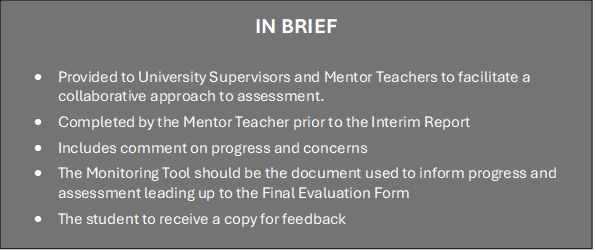 IN BRIEF
● Provided to University Supervisors and Mentor Teachers to facilitate a
collaborative approach to assessment.
● Completed by the Mentor Teacher prior to the Interim Report
● Includes comment on progress and concerns
● The Monitoring Tool should be the document used to inform progress and
assessment leading up to the Final Evaluation Form
● The student to receive a copy for feedback